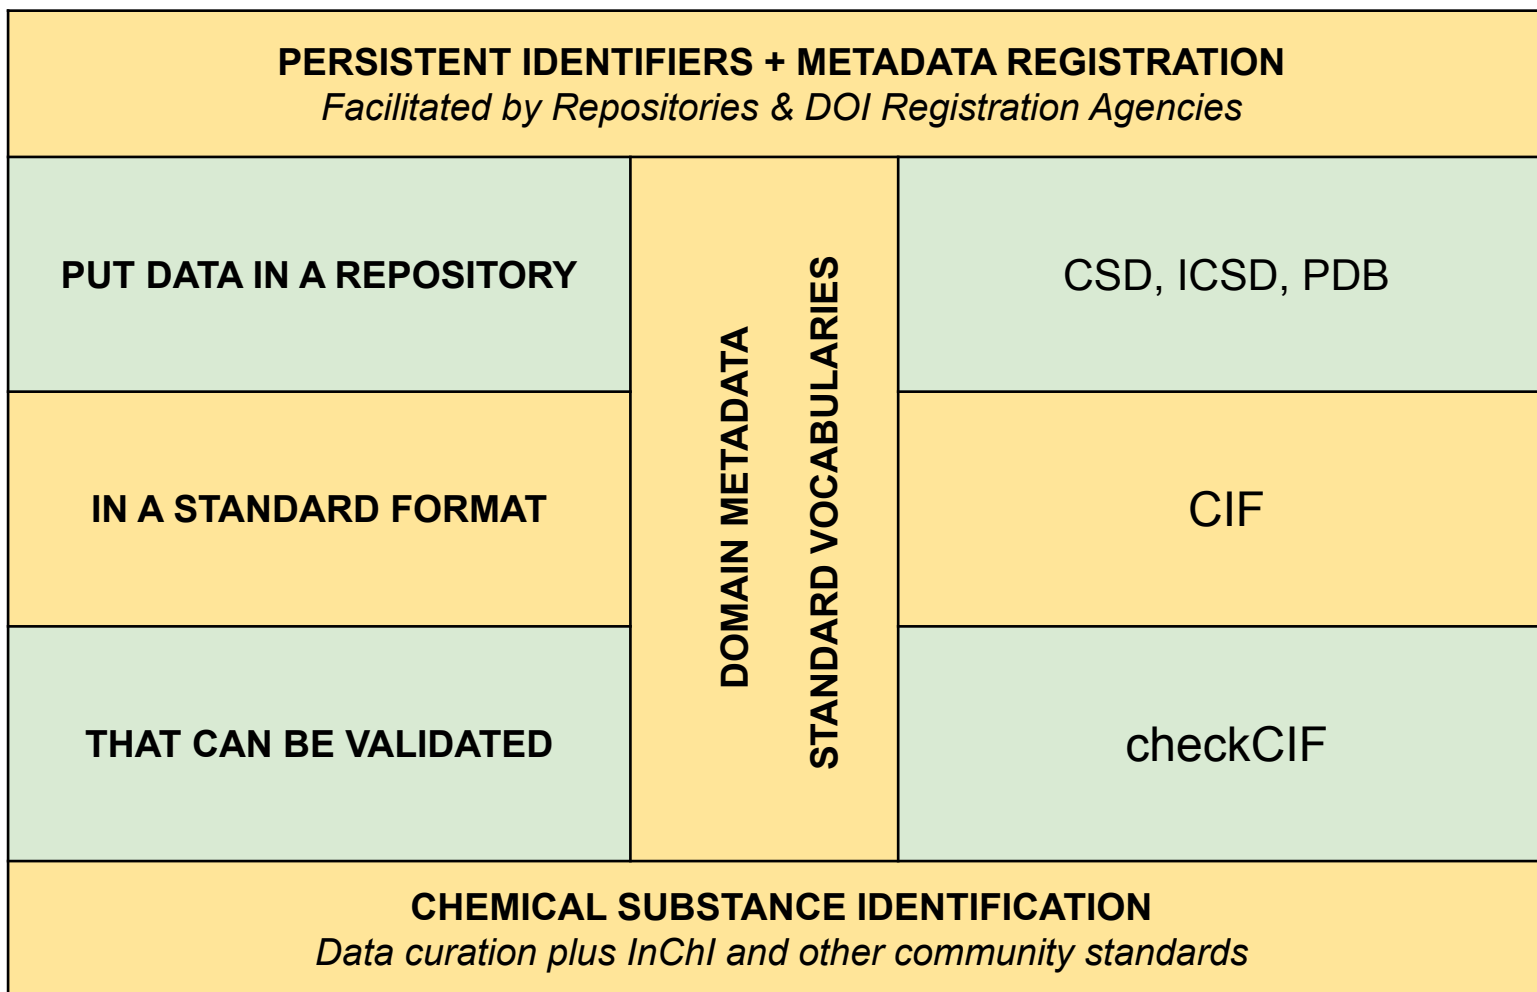 PERSISTENT IDENTIFIERS + METADATA REGISTRATION
Facilitated by Repositories & DOI Registration Agencies
PUT DATA IN A REPOSITORY
DOMAIN METADATA
STANDARD VOCABULARIES
CSD, ICSD, PDB
IN A STANDARD FORMAT
CIF
THAT CAN BE VALIDATED
checkCIF
CHEMICAL SUBSTANCE IDENTIFICATION
Data curation plus InChI and other community standards